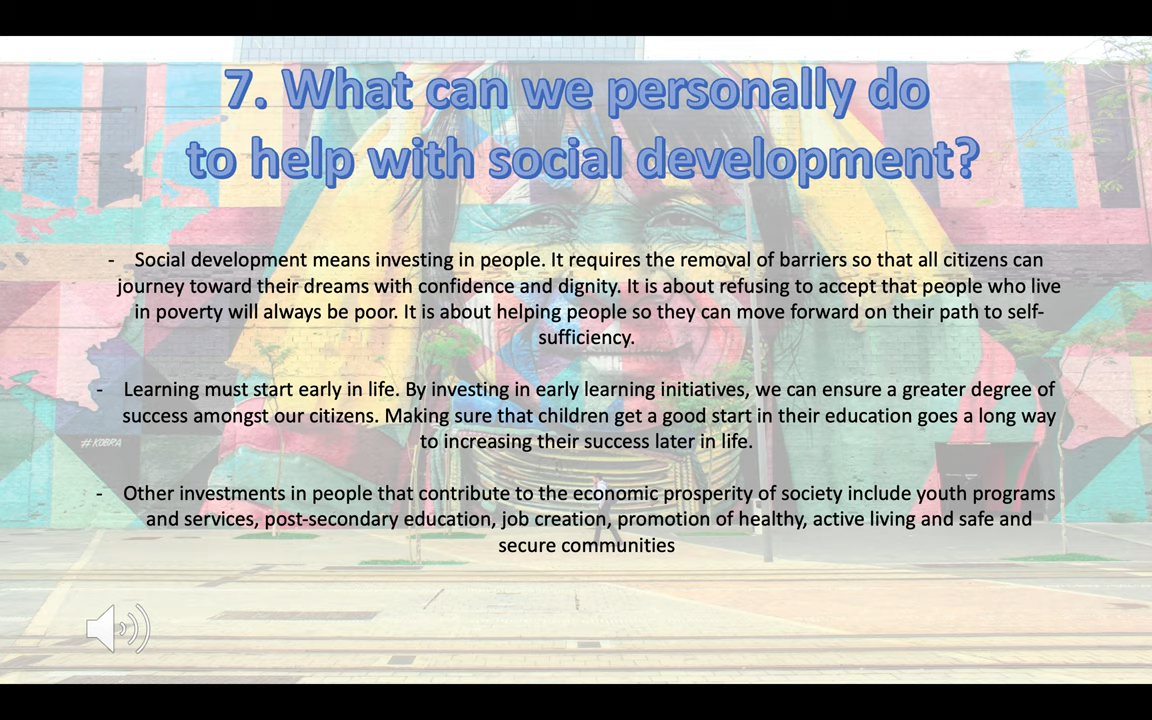 7. What can we personally do
to help with social development?
- Social development means investing in people. It requires the removal of barriers so that all citizens can
journey toward their dreams with confidence and dignity. It is about refusing to accept that people who live
in poverty will always be poor. It is about helping people so they can move forward on their path to self-
sufficiency.
- Learning must start early in life. By investing in early learning initiatives, we can ensure a greater degree of
success amongst our citizens. Making sure that children get a good start in their education goes a long way
to increasing their success later in life.
#KOBRA
- Other investments in people that contribute to the economic prosperity of society include youth programs
and services, post-secondary education, job creation, promotion of healthy, active living and safe and
secure communities